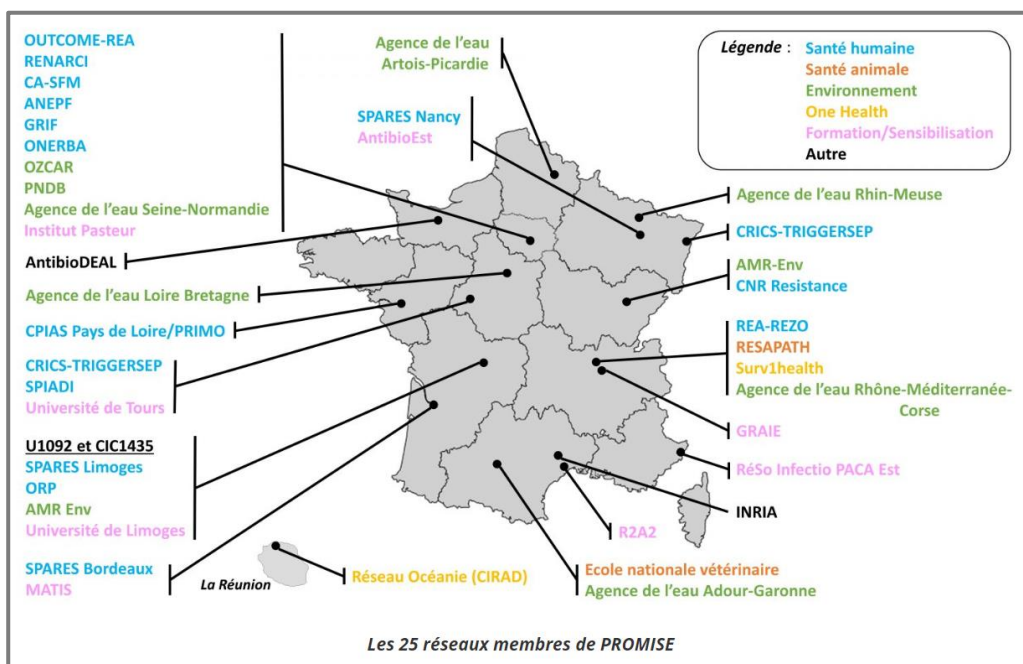 OUTCOME-REA
RENARCI
CA-SFM
ANEPF
GRIF
ONERBA
OZCAR
PNDB
Agence de l'eau Seine-Normandie
Institut Pasteur
Agence de l'eau
Artois-Picardie
SPARES Nancy
AntibioEst
Légende :
Santé humaine
Santé animale
Environnement
One Health
Formation/Sensibilisation
Autre
Agence de l'eau Rhin-Meuse
CRICS-TRIGGERSEP
AntibioDEAL
AMR-Env
CNR Resistance
Agence de l'eau Loire Bretagne
CPIAS Pays de Loire/PRIMO
REA-REZO
RESAPATH
Surv1health
Agence de l'eau Rhône-Méditerranée-
Corse
CRICS-TRIGGERSEP
SPIADI
Université de Tours
GRAIE
U1092 et CIC1435
SPARES Limoges
ORP
AMR Env
Université de Limoges
RéSo Infectio PACA Est
INRIA
R2A2
SPARES Bordeaux
MATIS
La Réunion
Réseau Océanie (CIRAD)
Ecole nationale vétérinaire
Agence de l'eau Adour-Garonne
Les 25 réseaux membres de PROMISE